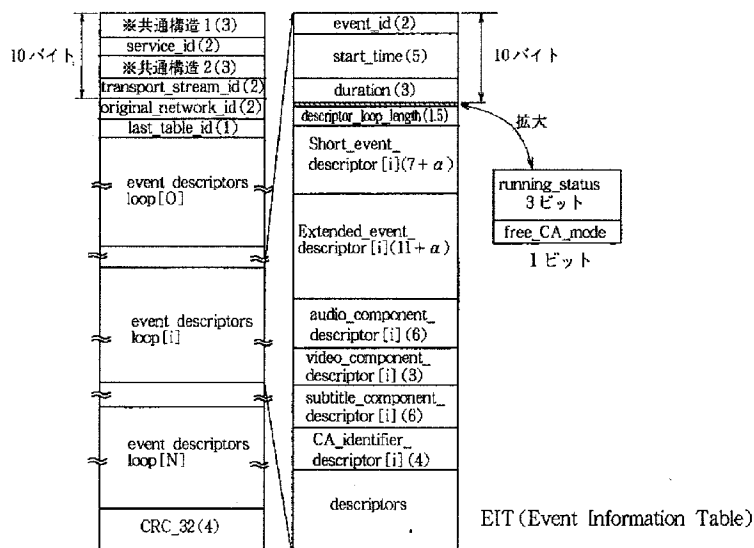 10バイト
※共通構造1(3)
service_id(2)
※共通構造2(3)
transport_stream_id(2)
original_network_id(2)
last_table_id(1)
event descriptors
loop[O]
event descriptors
loop[i]
event descriptors
loop[N]
CRC_32(4)
event_id(2)
start_time(5)
duration(3)
descriptor_loop_length(1.5)
Short_event_
descriptor[i](7+α)
Extended_event_
descriptor[i](11+α)
audio_component_
descriptor[i](6)
video_component_
descriptor[i](3)
subtitle_component_
descriptor[i](6)
CA_identifier_
descriptor[i](4)
descriptors
10バイト
拡大
running_status
3ビット
free_CA_mode
1ビット
EIT(Event Information Table)